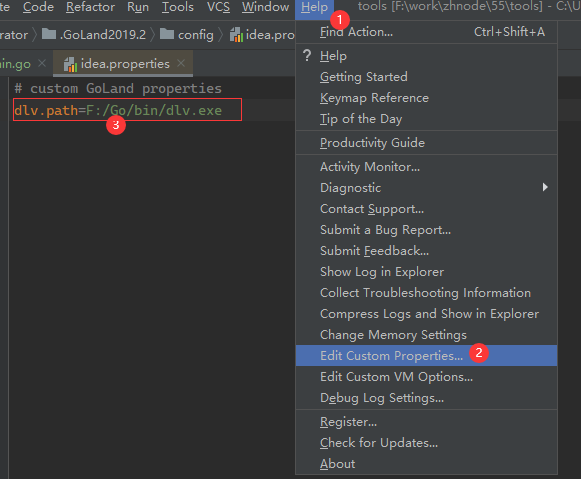 te Code Refactor Build Run Tools VCS Window Help tools [F:\work\zhnode\55\tools] - C:\U
1
rator .GoLand2019.2 config idea.pro
in.go idea.properties
# custom GoLand properties
dlv.path=F:/Go/bin/dlv.exe
3
Find Action... Ctrl+Shift+A
? Help
Getting Started
Keymap Reference
Tip of the Day
Productivity Guide
Activity Monitor...
Diagnostic
Contact Support...
Submit a Bug Report...
Submit Feedback...
Show Log in Explorer
Collect Troubleshooting Information
Compress Logs and Show in Explorer
Change Memory Settings
Edit Custom Properties... 2
Edit Custom VM Options...
Debug Log Settings...
Register...
Check for Updates...
About